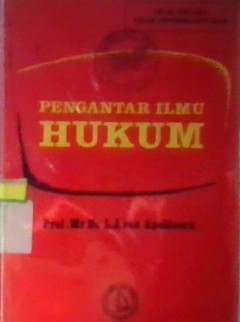 PENGANTAR ILMU
HUKUM
Prof. Mr Dr. L.J. van Apeldoorn